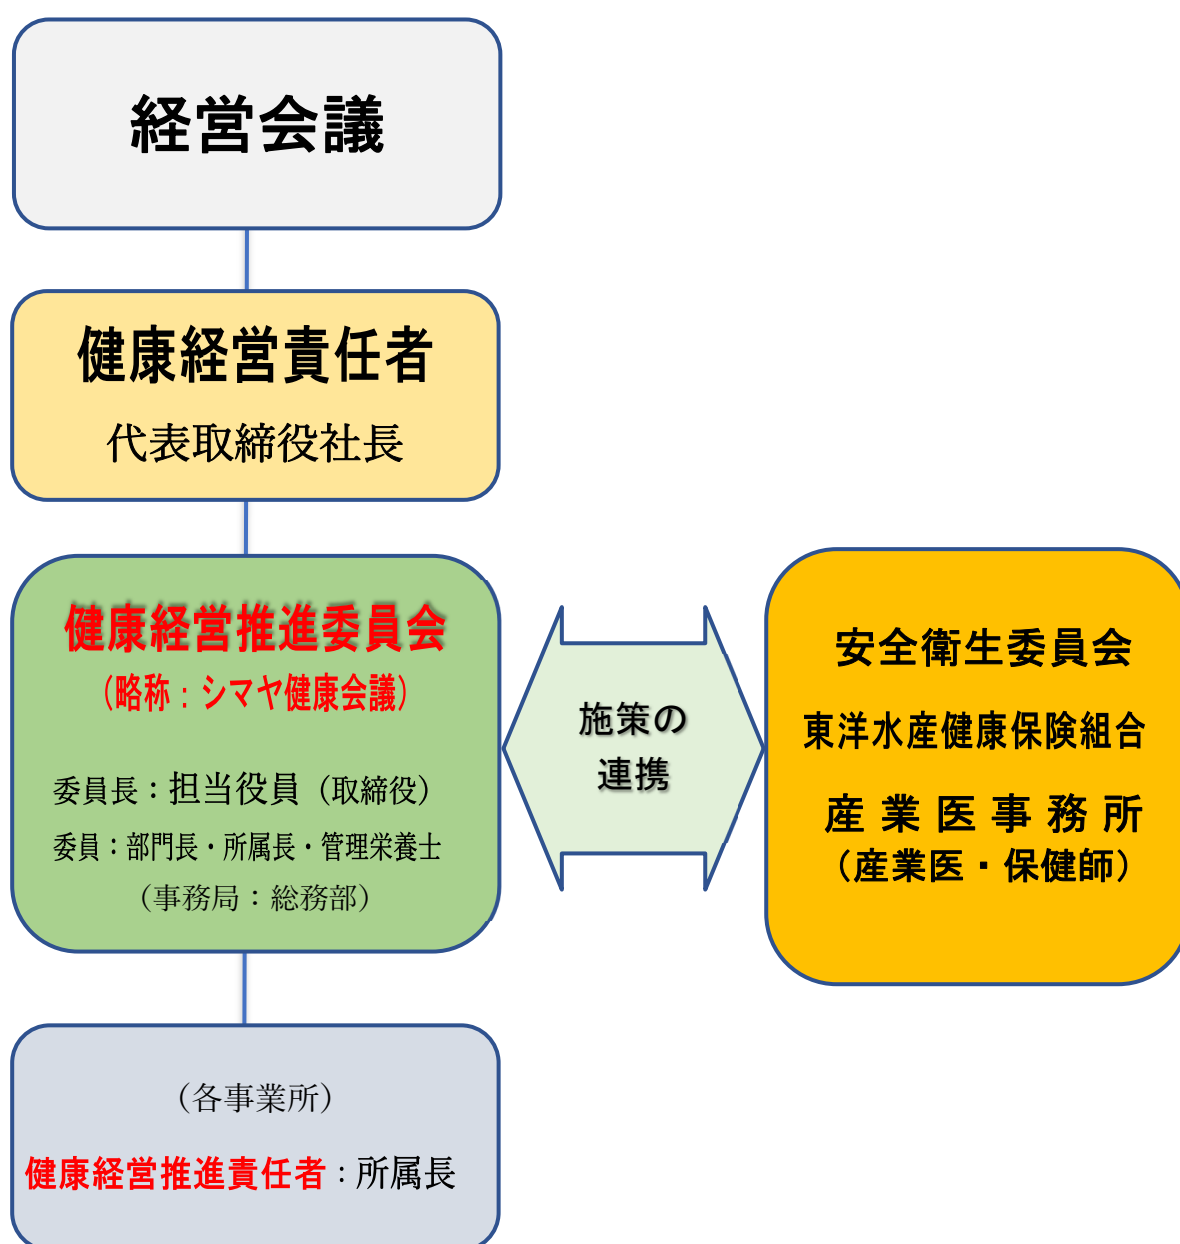 経営会議
健康経営責任者
代表取締役社長
健康経営推進委員会
（略称：シマヤ健康会議）
委員長：担当役員（取締役）
委員：部門長・所属長・管理栄養士
（事務局：総務部）
施策の
連携
安全衛生委員会
東洋水産健康保険組合
産業医事務所
（産業医・保健師）
（各事業所）
健康経営推進責任者：所属長